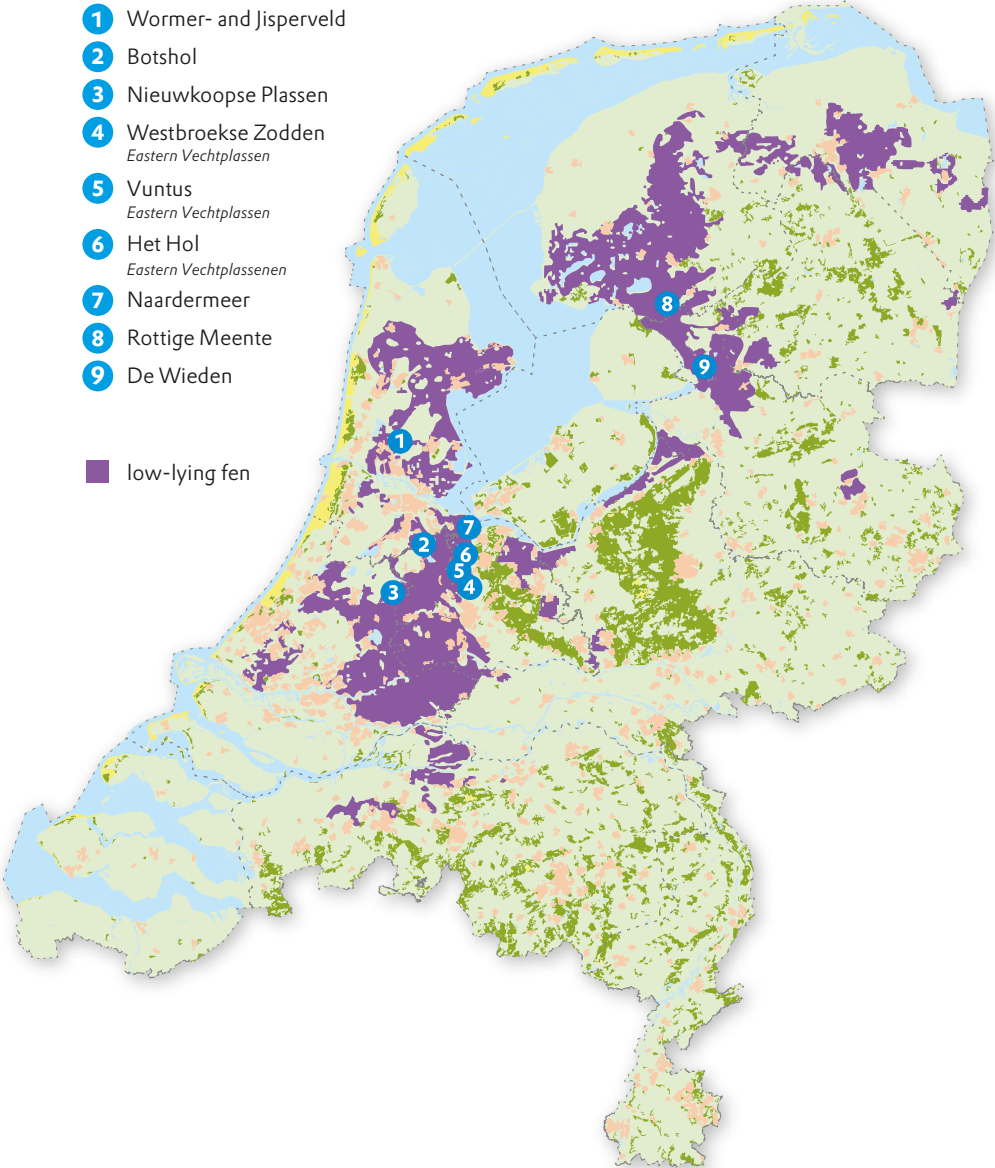 1 Wormer- and Jisperveld
2 Botshol
3 Nieuwkoopse Plassen
4 Westbroekse Zodden
Eastern Vechtplassen
5 Vuntus
Eastern Vechtplassen
6 Het Hol
Eastern Vechtplassenen
7 Naardermeer
8 Rottige Meente
9 De Wieden
low-lying fen
8
9
1
7
2
6
5
4
3